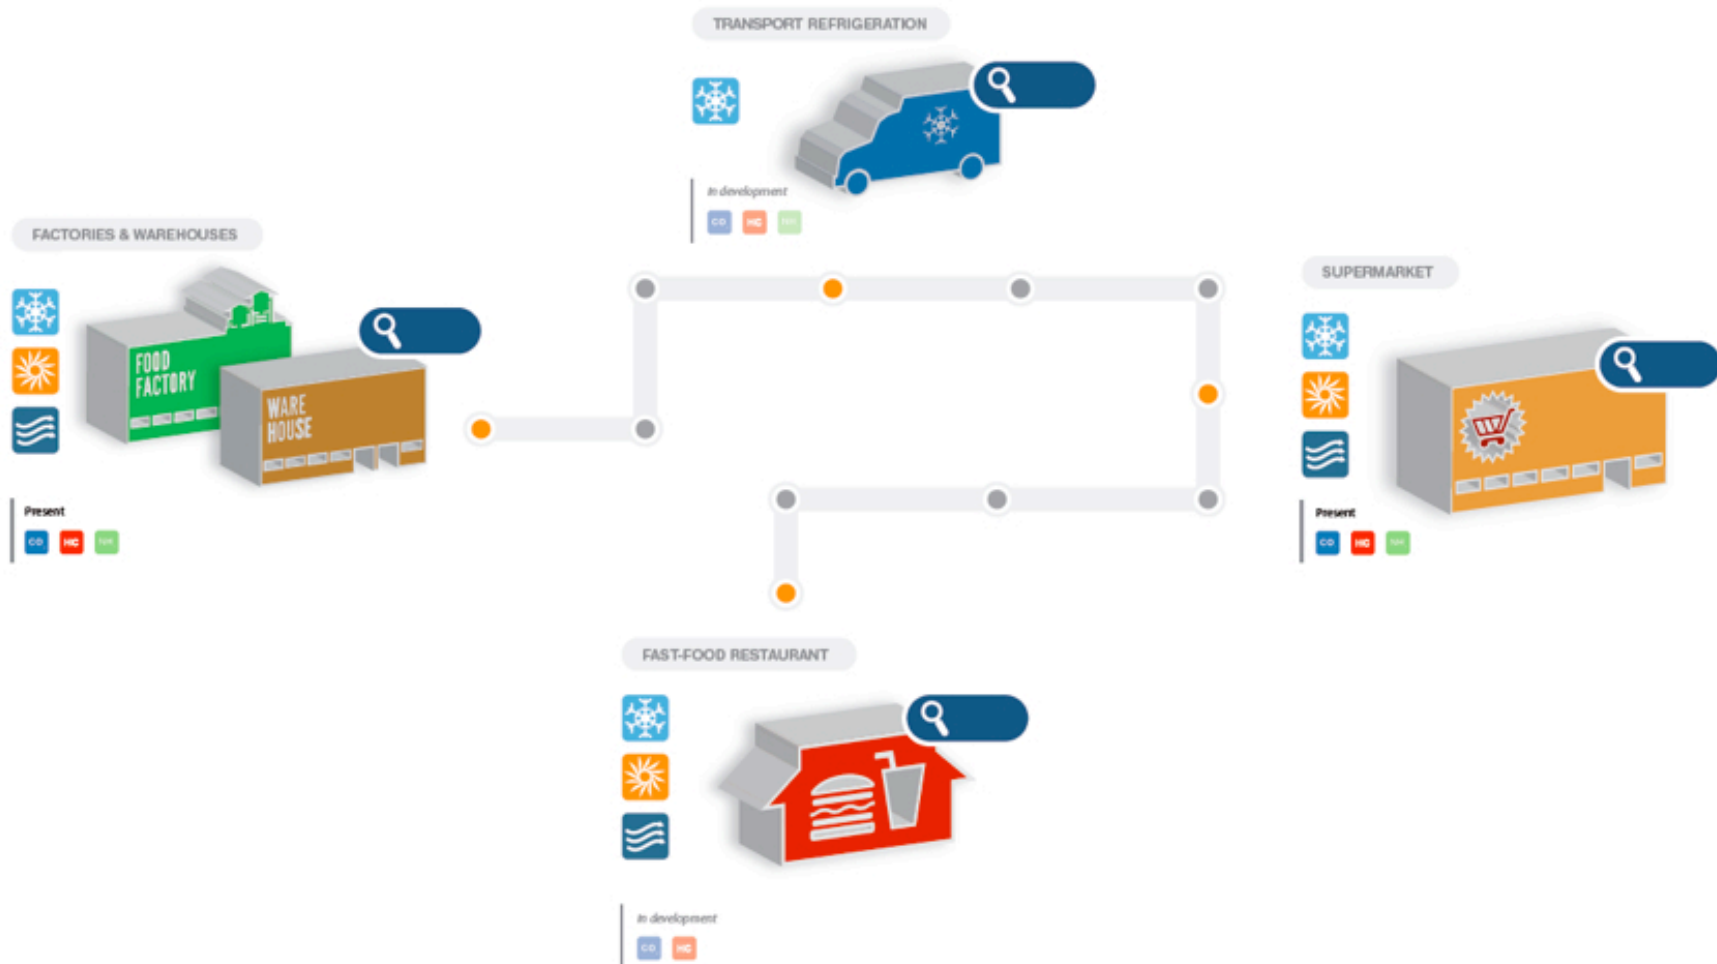 TRANSPORT REFRIGERATION
In development
CO HC
FACTORIES & WAREHOUSES
FOOD
FACTORY
WARE
HOUSE
Present
CO HC
SUPERMARKET
Present
CO HC
FAST-FOOD RESTAURANT
In development
CO HC